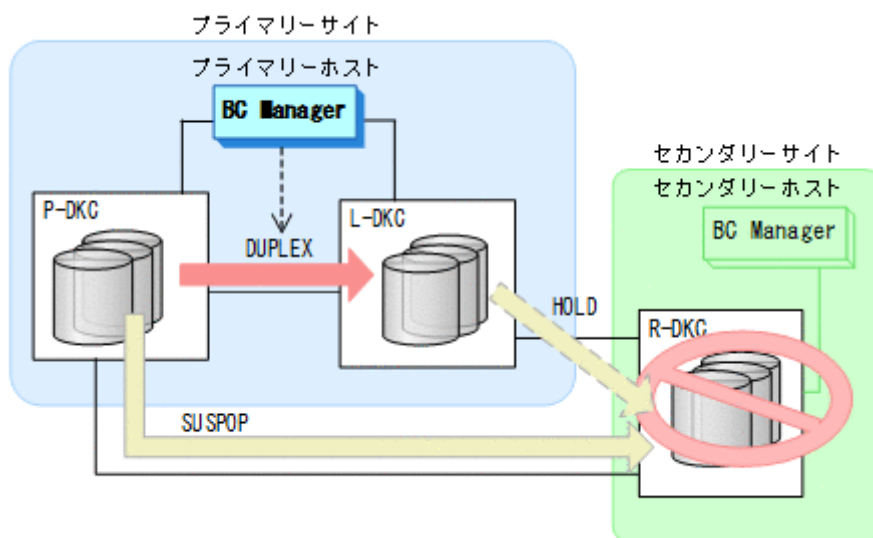 プライマリーサイト
プライマリーホスト
BC Manager
セカンダリーサイト
セカンダリーホスト
BC Manager
P-DKC
L-DKC
DUPLEX
HOLD
R-DKC
SUSPOP